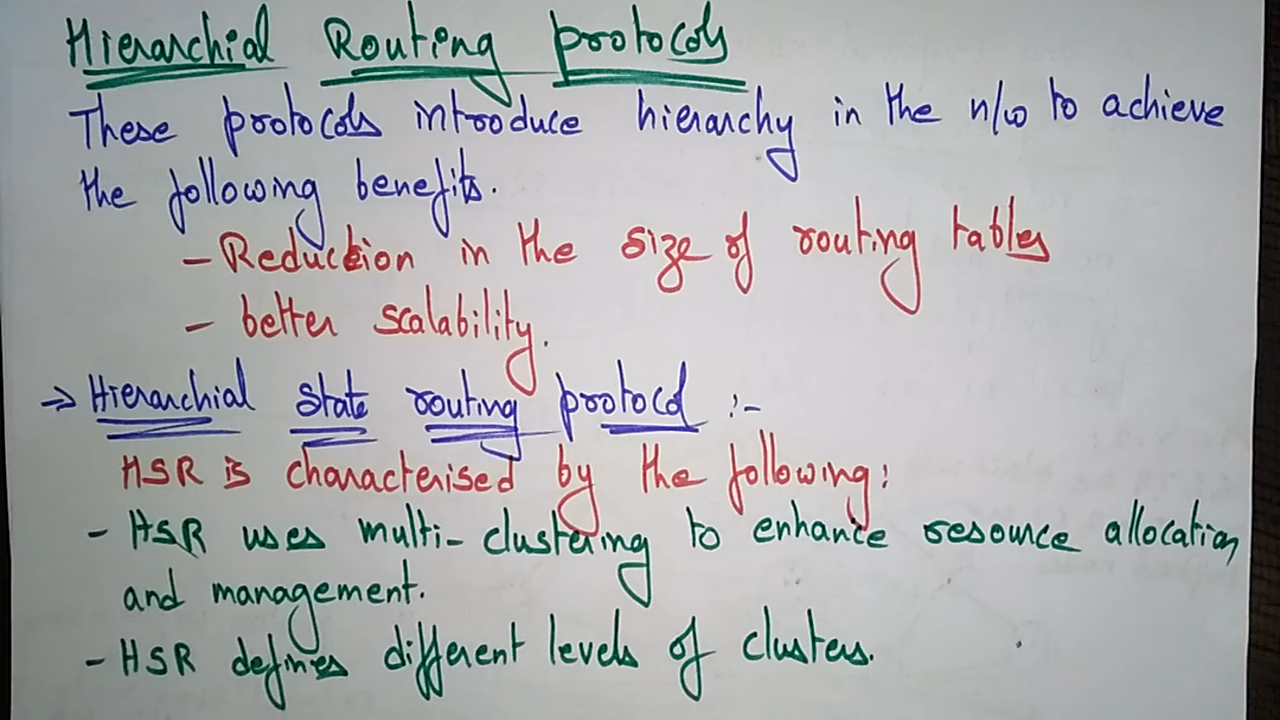 Hierarchial Routing protocols
These protocols introduce hierarchy in the n/w to achieve
the following benefits.
- Reduction in the size of routing tables
- better scalability.
⇒ Hierarchial state routing protocol :-
HSR is characterised by the following:
- HSR uses multi-clustering to enhance resource allocation
and management.
- HSR defines different levels of clusters.